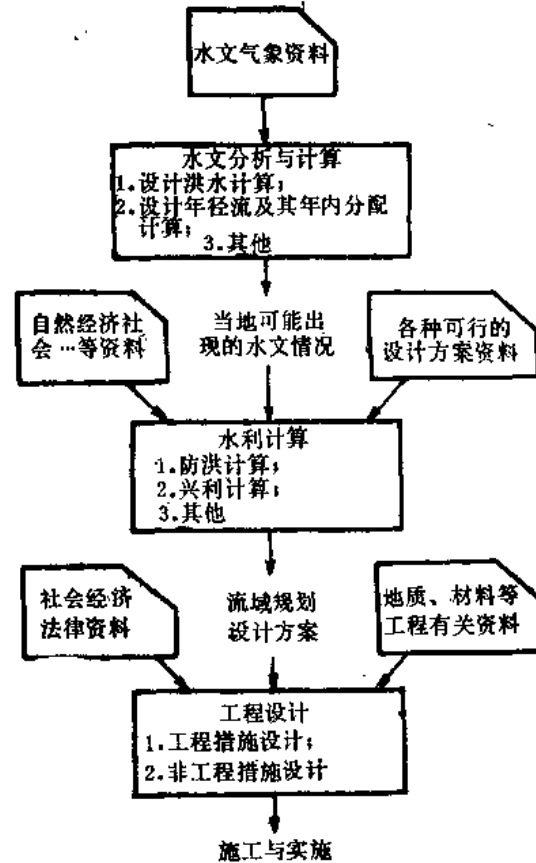 水文气象资料
水文分析与计算
1.设计洪水计算；
2.设计年径流及其年内分配
计算；
3.其他
自然经济社
会…等资料
当地可能出
现的水文情况
各种可行的
设计方案资料
水利计算
1.防洪计算；
2.兴利计算；
3.其他
社会经济
法律资料
流域规划
设计方案
地质、材料等
工程有关资料
工程设计
1.工程措施设计；
2.非工程措施设计
施工与实施